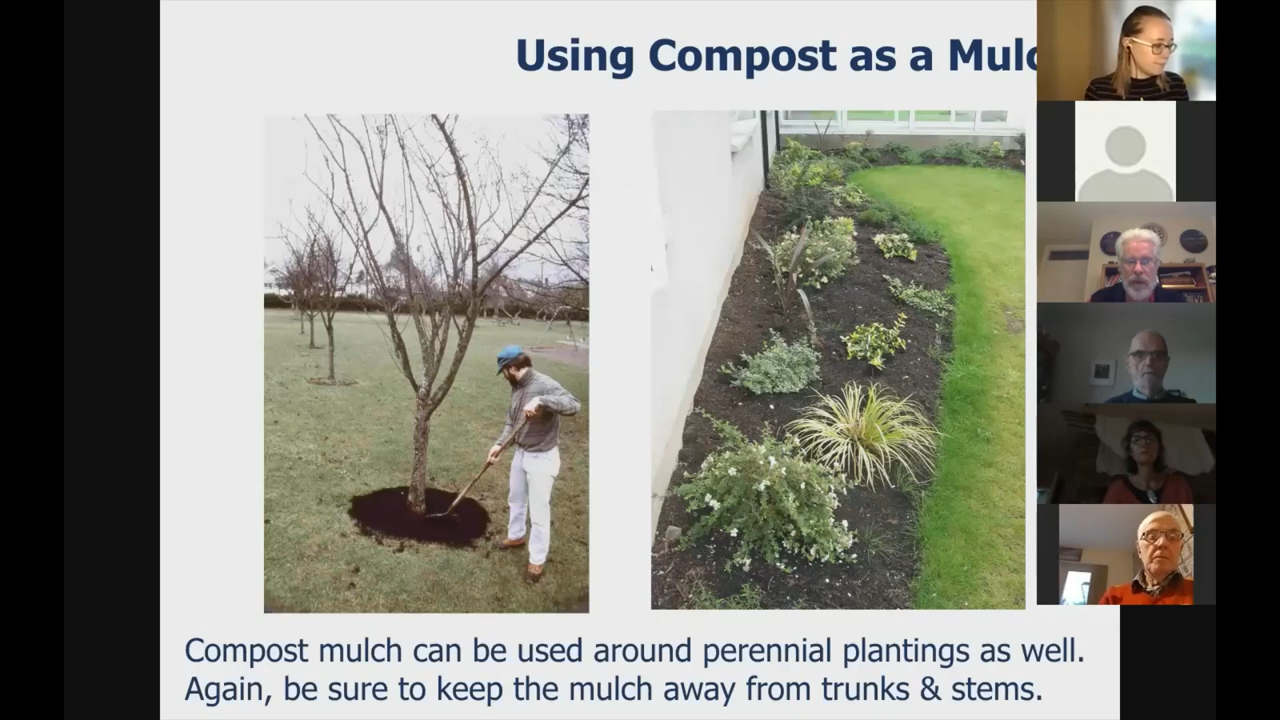 Using Compost as a Mulc
Compost mulch can be used around perennial plantings as well.
Again, be sure to keep the mulch away from trunks & stems.